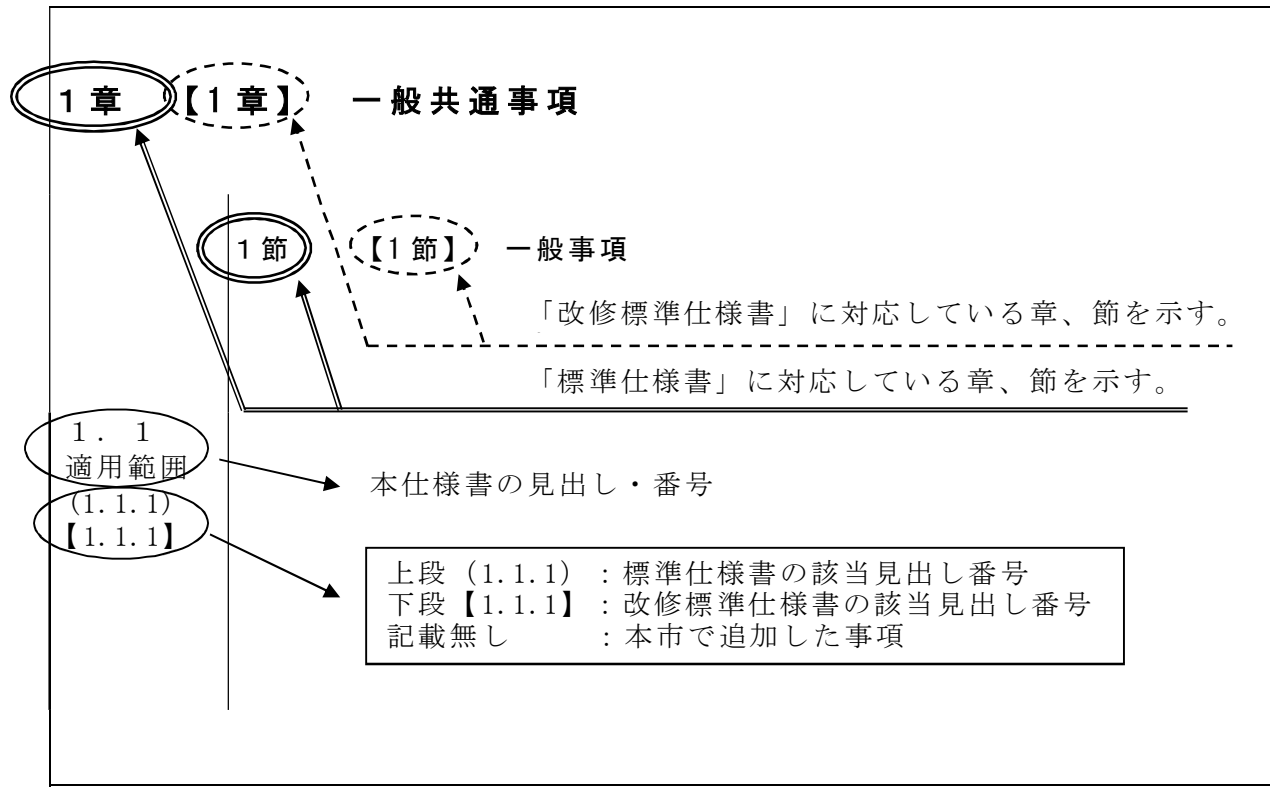 1章 【1章】 一般共通事項
1節 【1節】 一般事項
「改修標準仕様書」に対応している章、節を示す。
「標準仕様書」に対応している章、節を示す。
1. 1
適用範囲
本仕様書の見出し・番号
(1.1.1)
【1.1.1】
上段（1.1.1）：標準仕様書の該当見出し番号
下段【1.1.1】：改修標準仕様書の該当見出し番号
記載無し　　：本市で追加した事項